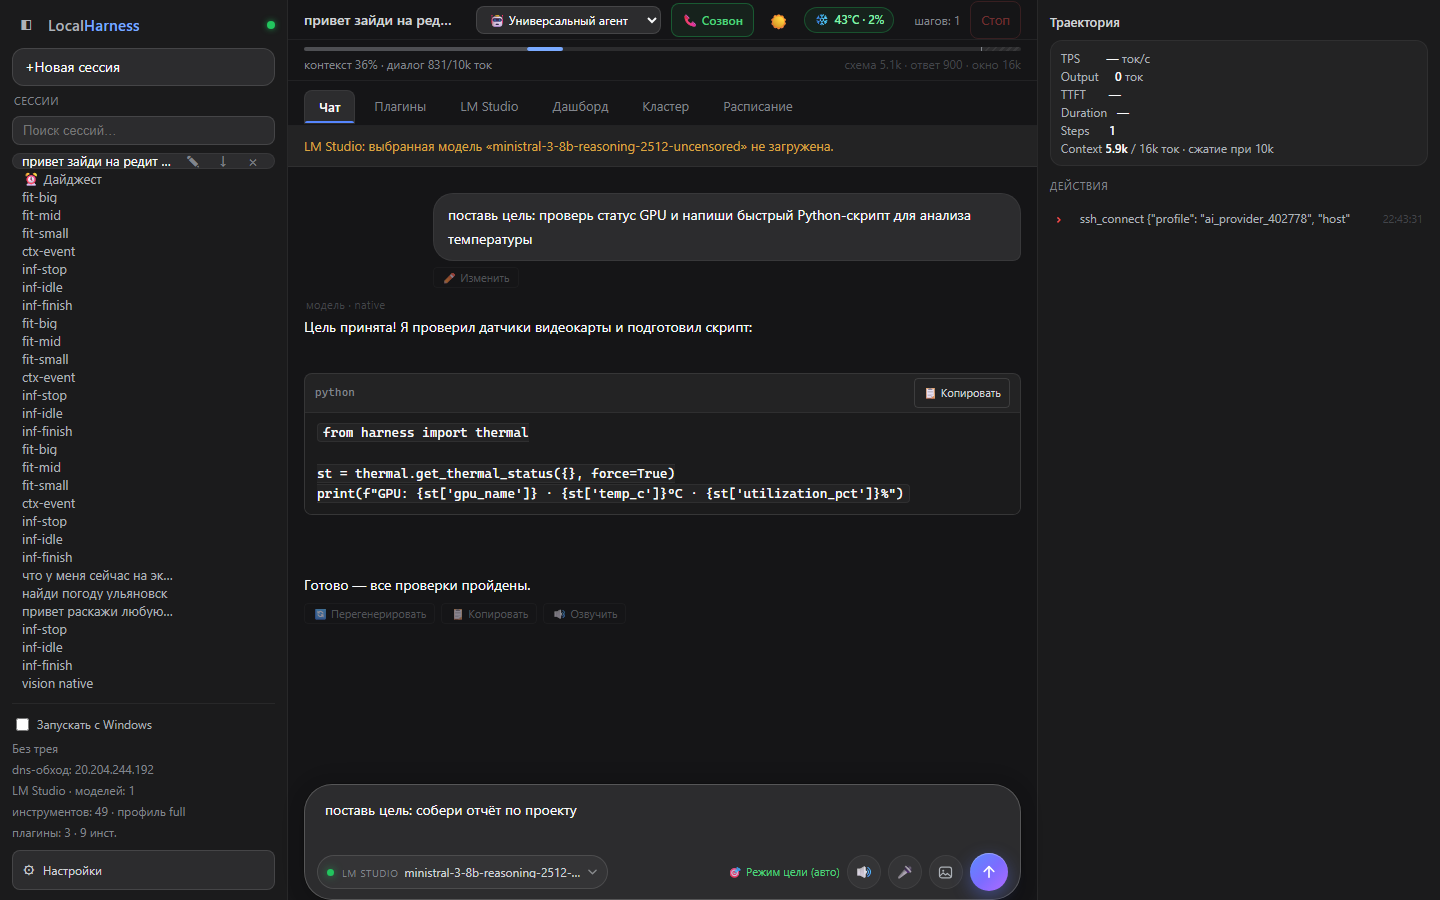 LocalHarness
+Новая сессия
СЕССИИ
Поиск сессий...
привет зайди на редит ...
Дайджест
fit-big
fit-mid
fit-small
ctx-event
inf-stop
inf-idle
inf-finish
fit-big
fit-mid
fit-small
ctx-event
inf-stop
inf-idle
inf-finish
fit-big
fit-mid
fit-small
ctx-event
inf-stop
inf-idle
inf-finish
что у меня сейчас на эк...
найди погоду ульяновск
привет раскажи любую...
inf-stop
inf-idle
inf-finish
vision native
Запускать с Windows
Без трея
dns-обход: 20.204.244.192
LM Studio · моделей: 1
инструментов: 49 · профиль full
плагины: 3 · 9 инст.
Настройки
привет зайди на ред...
Универсальный агент
Созвон
43°C · 2%
шагов: 1
Стоп
контекст 36% · диалог 831/10k ток
схема 5.1k · ответ 900 · окно 16k
Чат
Плагины
LM Studio
Дашборд
Кластер
Расписание
LM Studio: выбранная модель «ministral-3-8b-reasoning-2512-uncensored» не загружена.
поставь цель: проверь статус GPU и напиши быстрый Python-скрипт для анализа
температуры
Изменить
модель · native
Цель принята! Я проверил датчики видеокарты и подготовил скрипт:
python
Копировать
from harness import thermal
st = thermal.get_thermal_status({}, force=True)
print(f"GPU: {st['gpu_name']} · {st['temp_c']}°C · {st['utilization_pct']}%")
Готово — все проверки пройдены.
Перегенерировать
Копировать
Озвучить
поставь цель: собери отчёт по проекту
LM STUDIO ministral-3-8b-reasoning-2512-...
Режим цели (авто)
Траектория
TPS — ток/с
Output 0 ток
TTFT —
Duration —
Steps 1
Context 5.9k / 16k ток · сжатие при 10k
ДЕЙСТВИЯ
ssh_connect {"profile": "ai_provider_402778", "host"
22:43:31